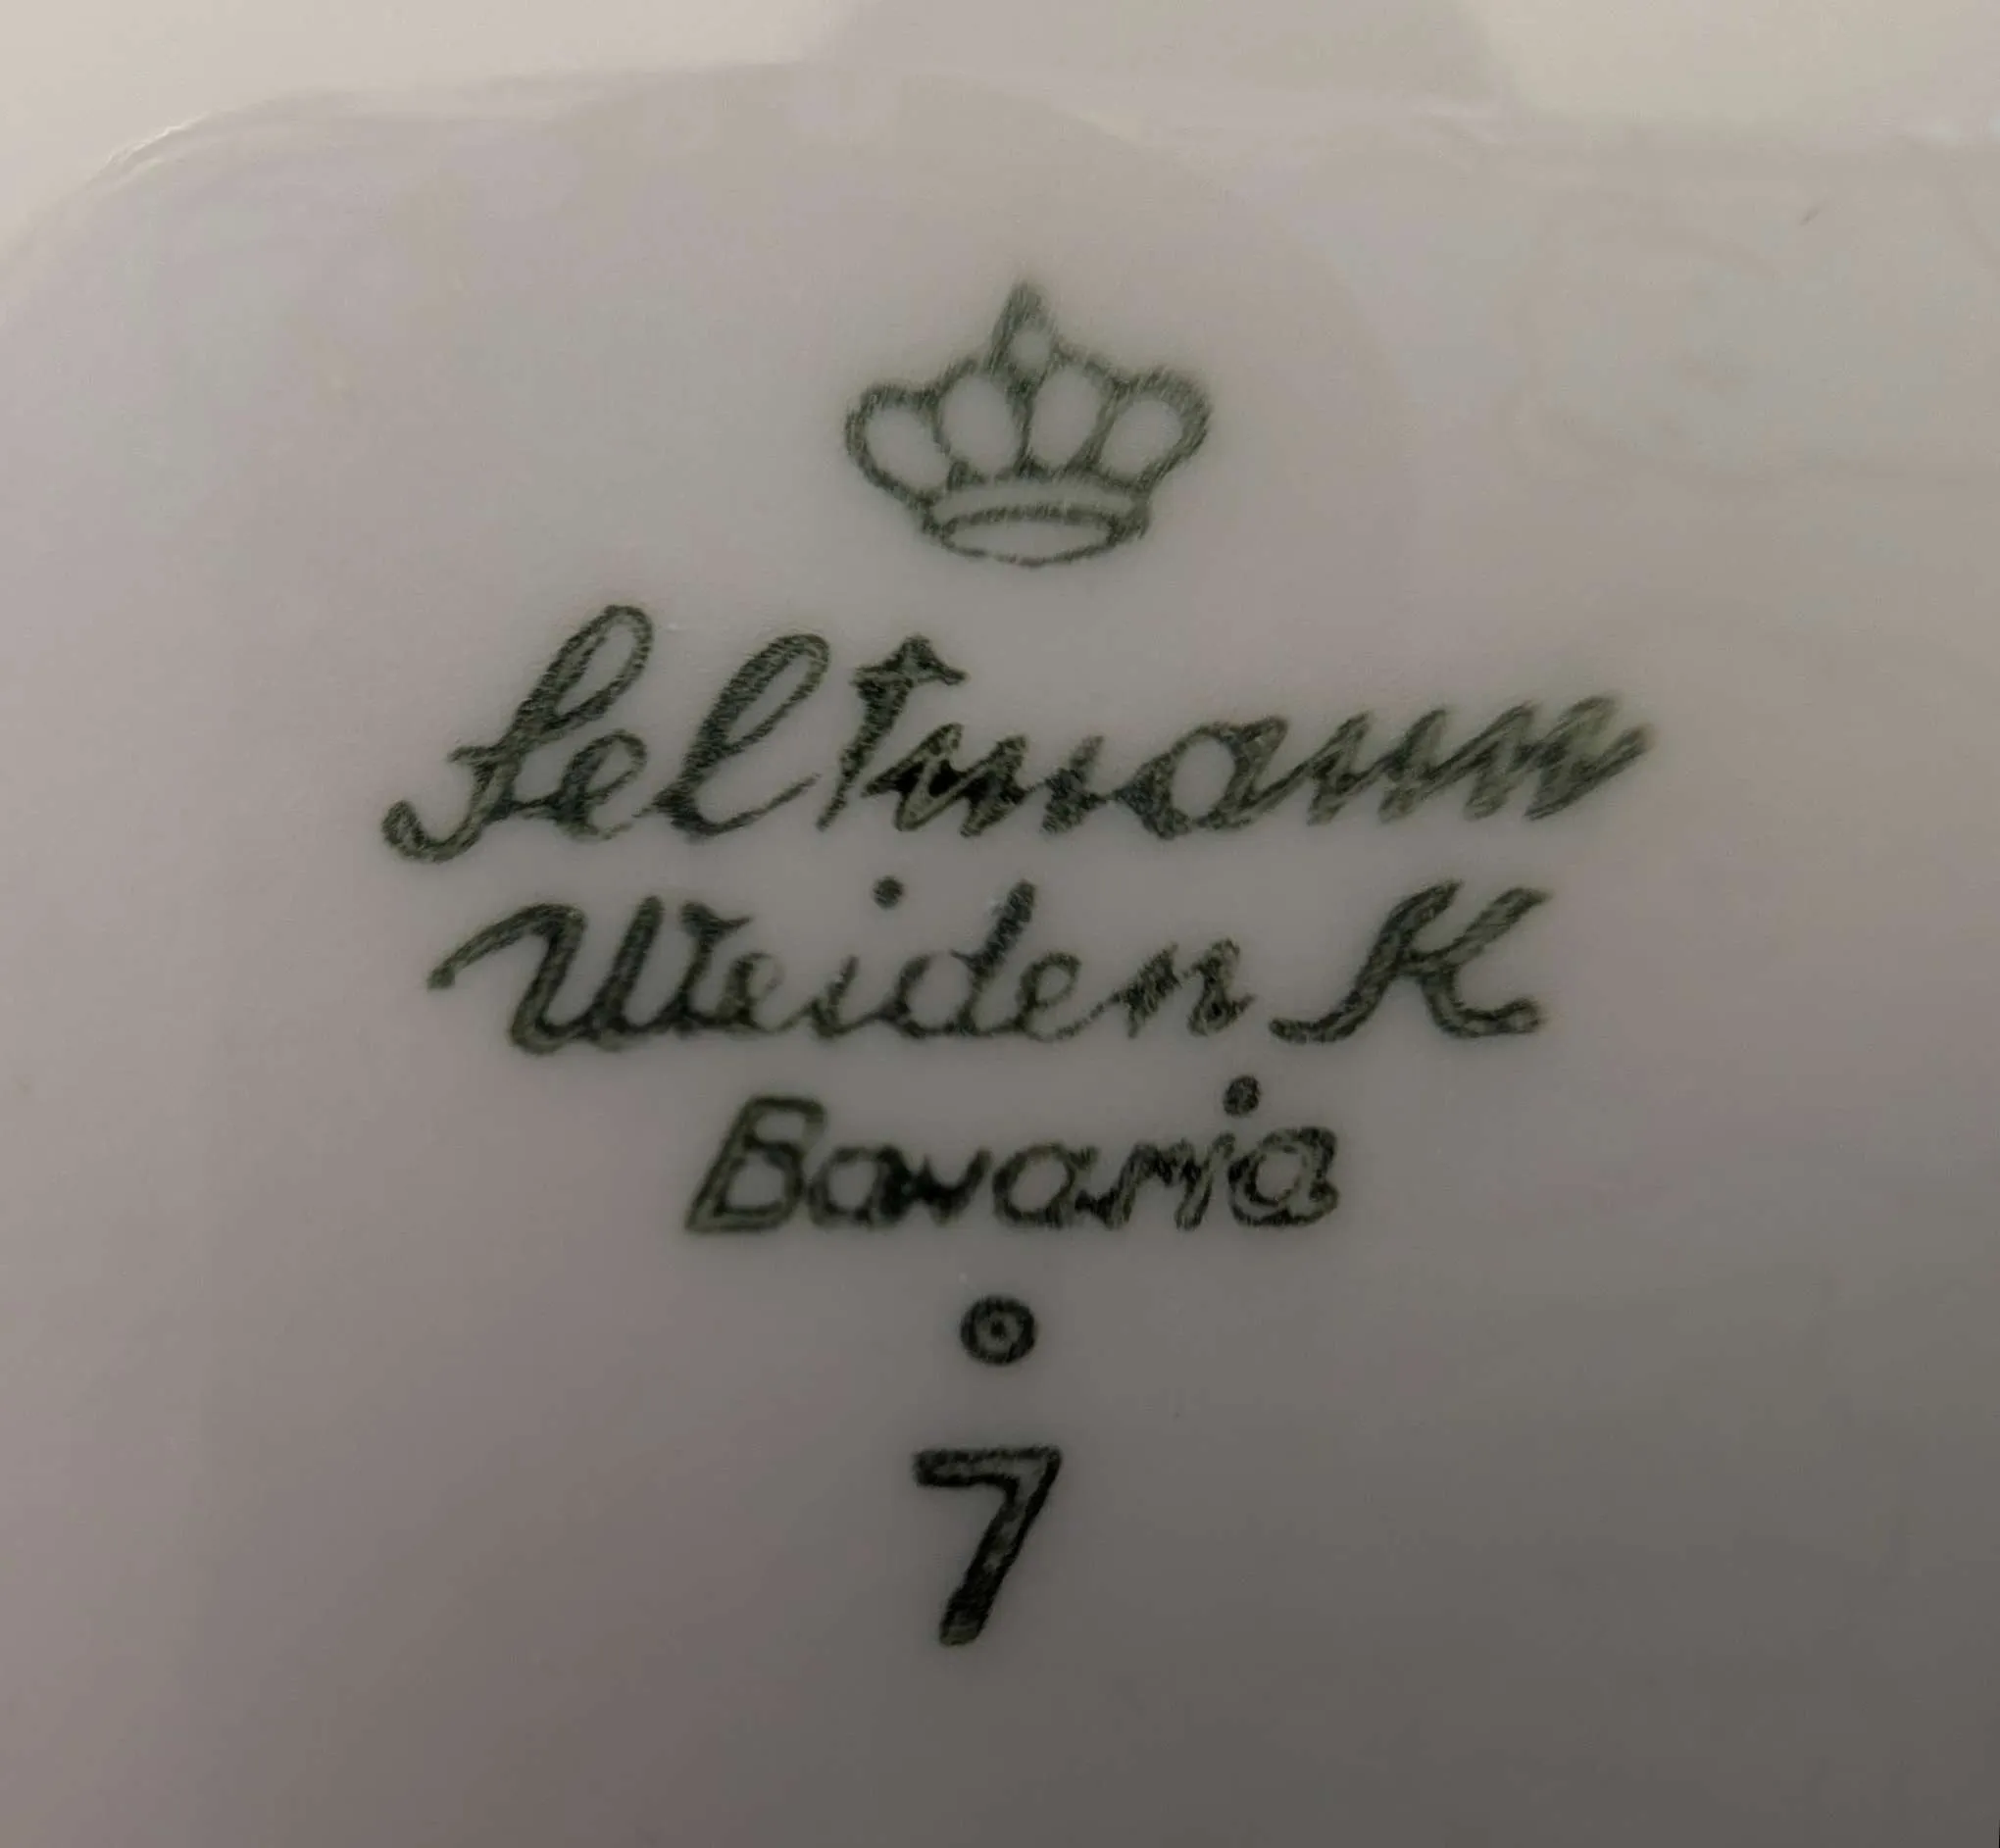 Seltmann
Weiden K
Bavaria
7